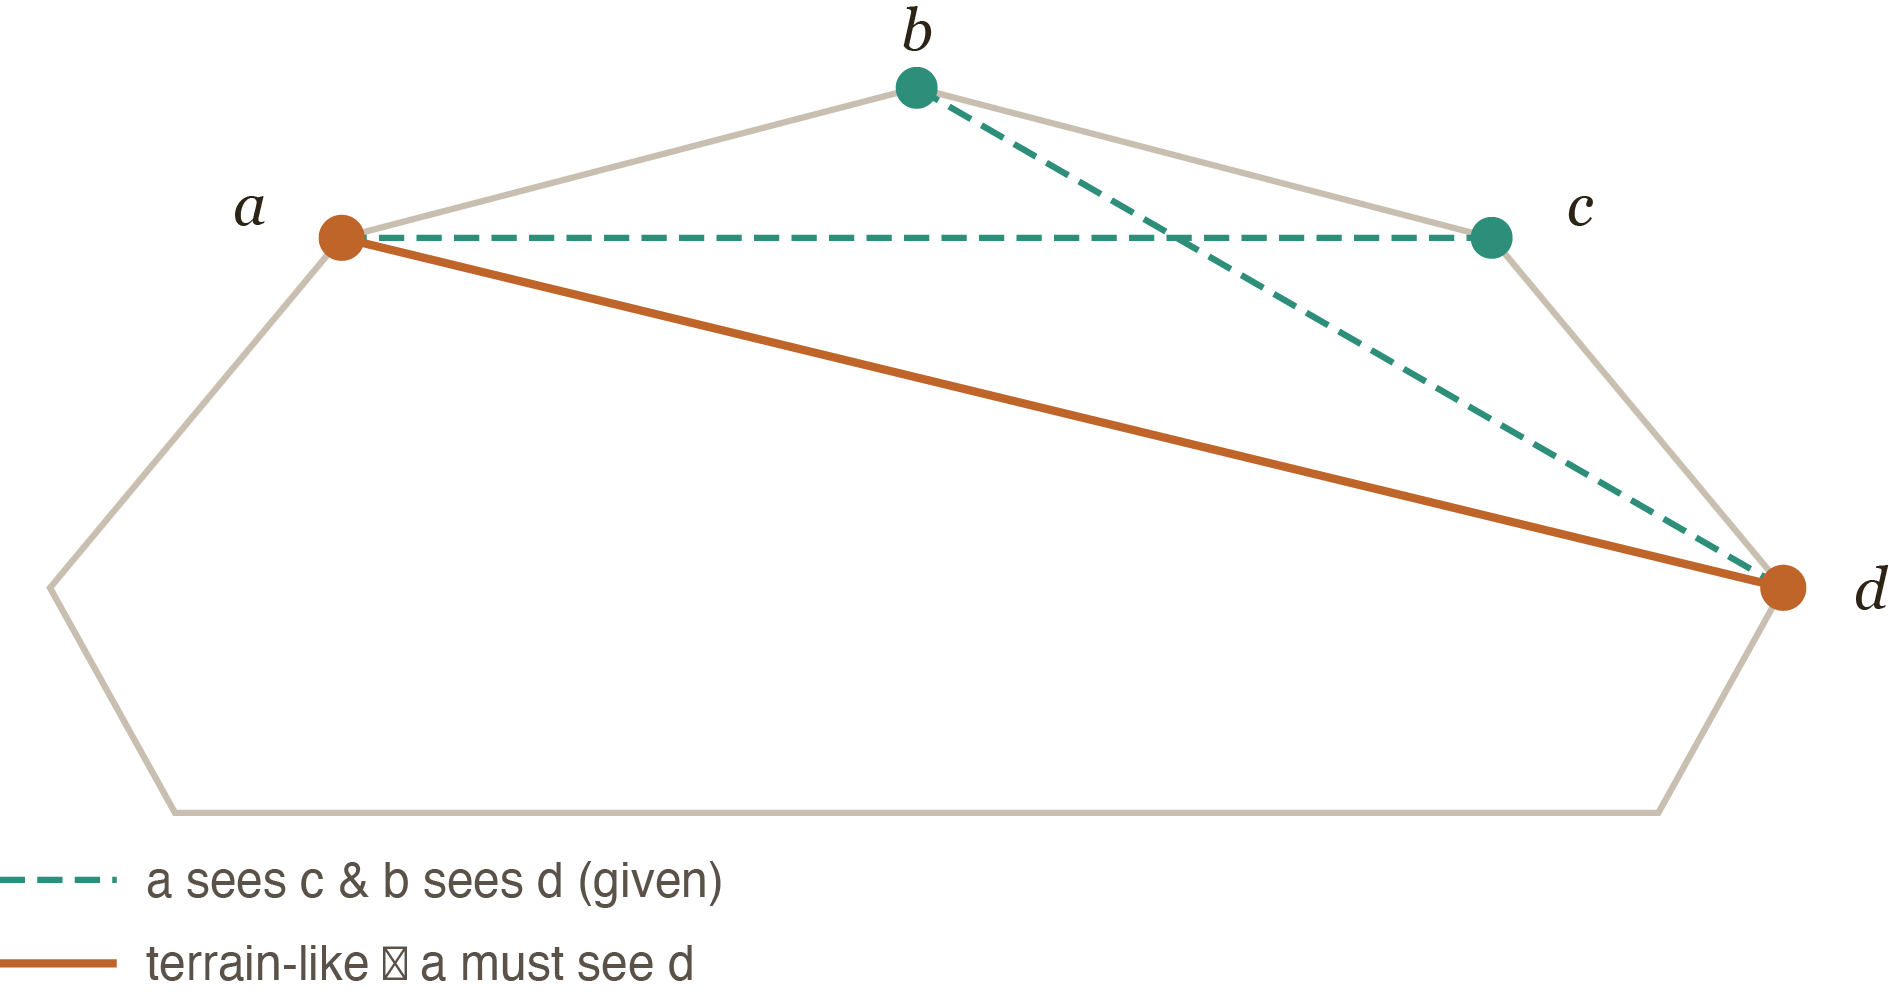 b
a
c
d
a sees c & b sees d (given)
terrain-like a must see d